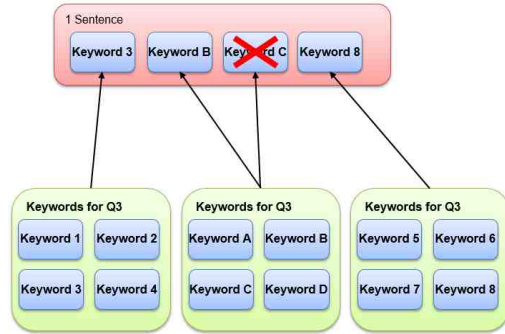 1 Sentence
Keyword 3 Keyword B Keyword C Keyword 8
Keywords for Q3 Keywords for Q3 Keywords for Q3
Keyword 1 Keyword 2 Keyword A Keyword B Keyword 5 Keyword 6
Keyword 3 Keyword 4 Keyword C Keyword D Keyword 7 Keyword 8